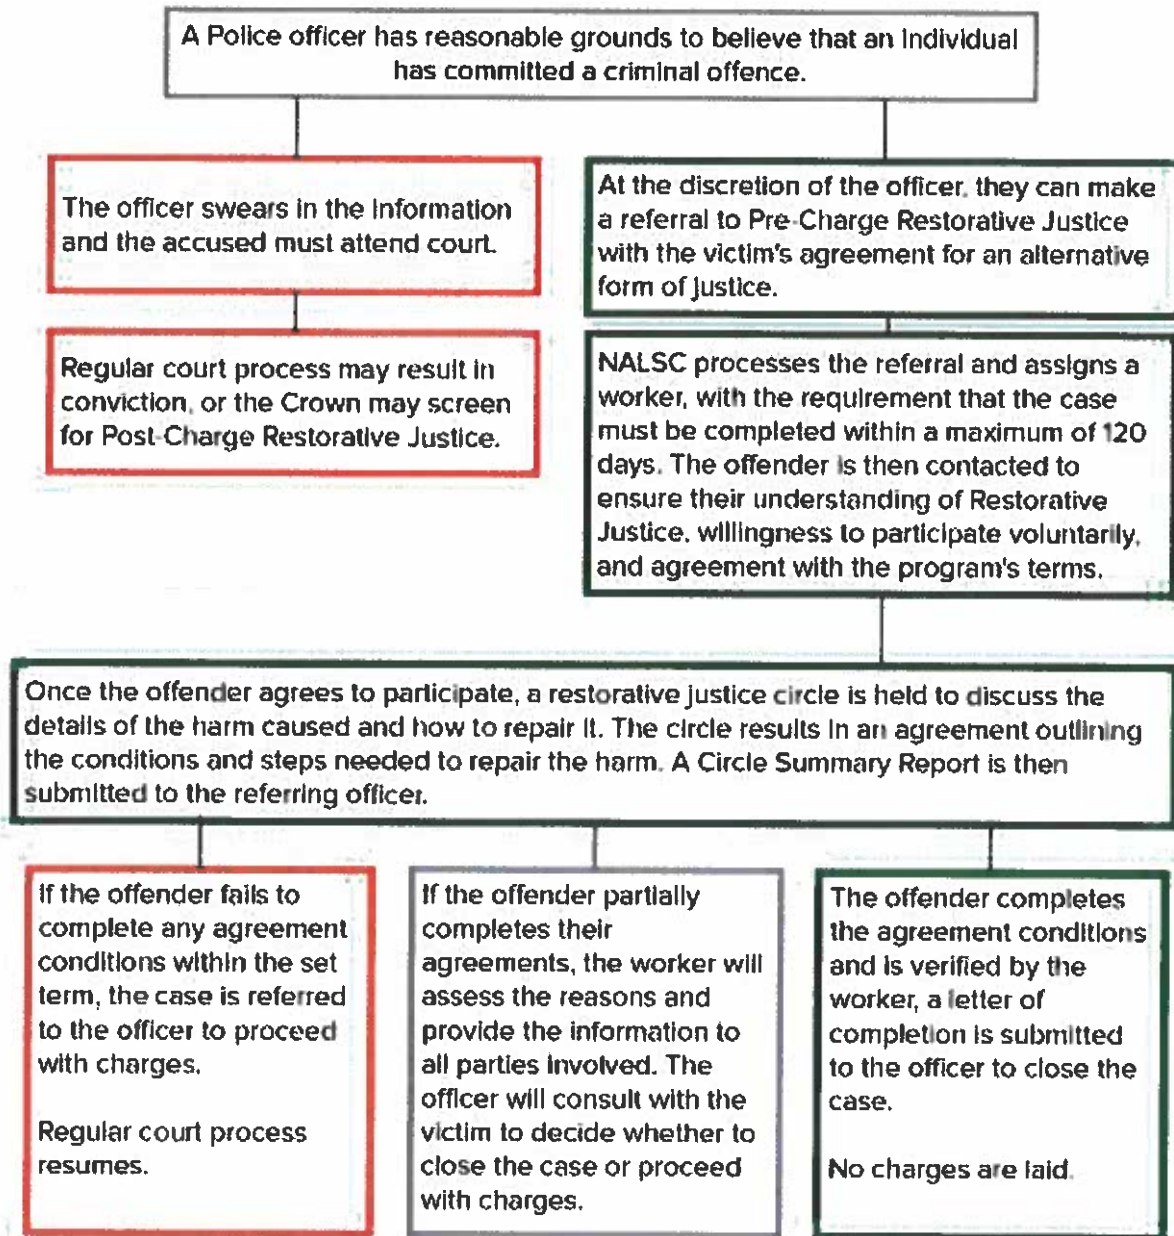 A Police officer has reasonable grounds to believe that an individual
has committed a criminal offence.
The officer swears in the information
and the accused must attend court.
At the discretion of the officer, they can make
a referral to Pre-Charge Restorative Justice
with the victim's agreement for an alternative
form of justice.
Regular court process may result in
conviction, or the Crown may screen
for Post-Charge Restorative Justice.
NALSC processes the referral and assigns a
worker, with the requirement that the case
must be completed within a maximum of 120
days. The offender is then contacted to
ensure their understanding of Restorative
Justice, willingness to participate voluntarily,
and agreement with the program's terms.
Once the offender agrees to participate, a restorative justice circle is held to discuss the
details of the harm caused and how to repair it. The circle results in an agreement outlining
the conditions and steps needed to repair the harm. A Circle Summary Report is then
submitted to the referring officer.
If the offender fails to
complete any agreement
conditions within the set
term, the case is referred
to the officer to proceed
with charges.
Regular court process
resumes.
If the offender partially
completes their
agreements, the worker will
assess the reasons and
provide the information to
all parties involved. The
officer will consult with the
victim to decide whether to
close the case or proceed
with charges.
The offender completes
the agreement conditions
and is verified by the
worker, a letter of
completion is submitted
to the officer to close the
case.
No charges are laid.